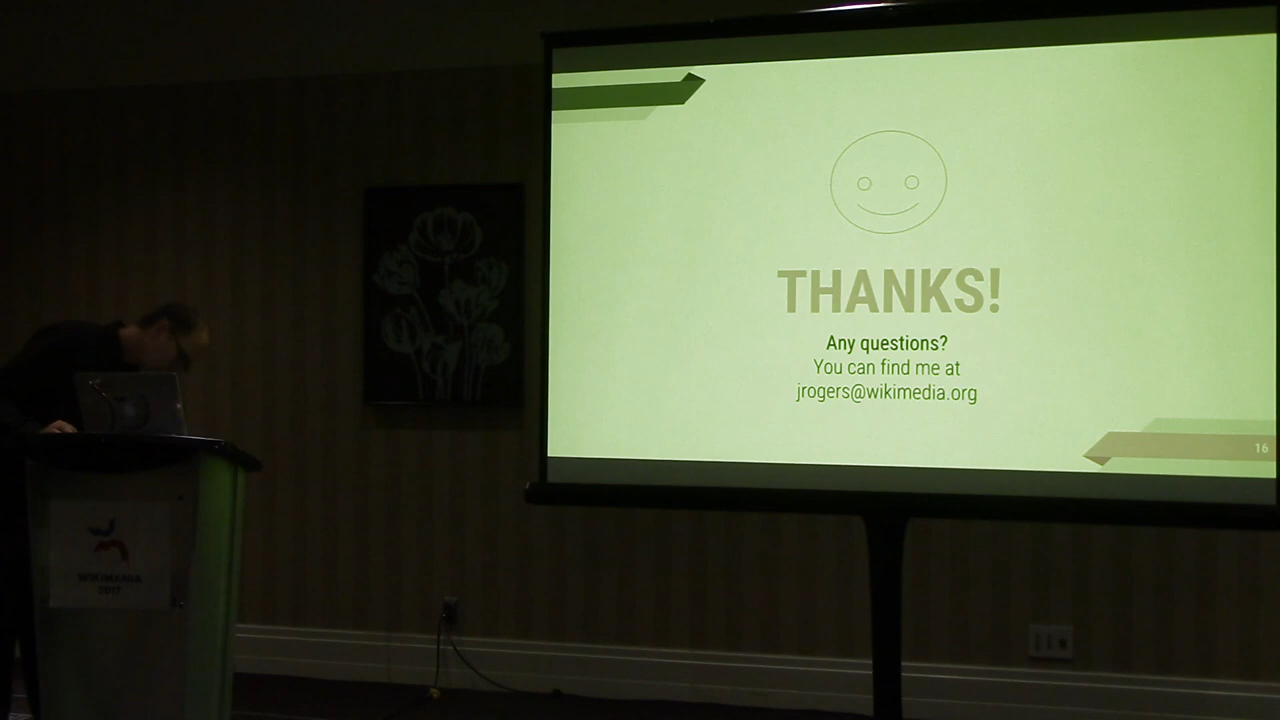 THANKS!
Any questions?
You can find me at
jrogers@wikimedia.org
16
WIKIMANIA
2017